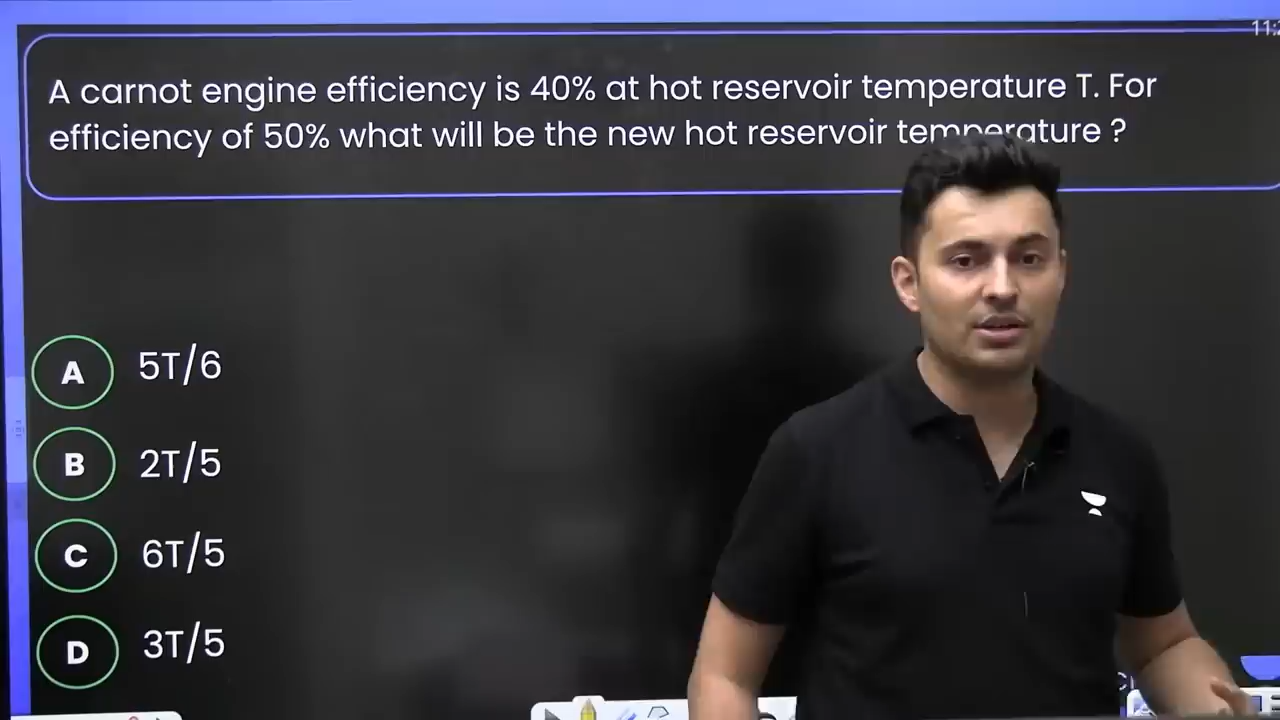 A carnot engine efficiency is 40% at hot reservoir temperature T. For
efficiency of 50% what will be the new hot reservoir temperature ?
A 5T/6
B 2T/5
C 6T/5
D 3T/5